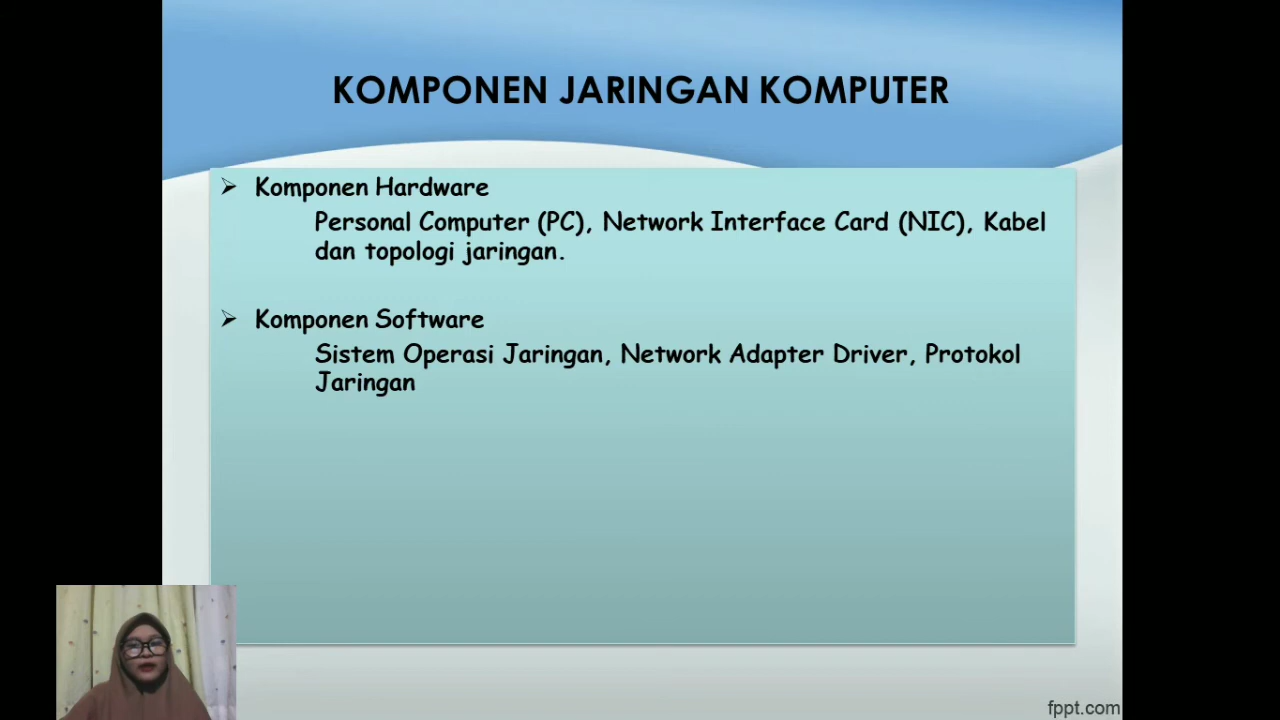 KOMPONEN JARINGAN KOMPUTER
➢ Komponen Hardware
Personal Computer (PC), Network Interface Card (NIC), Kabel
dan topologi jaringan.
➢ Komponen Software
Sistem Operasi Jaringan, Network Adapter Driver, Protokol
Jaringan
fppt.com